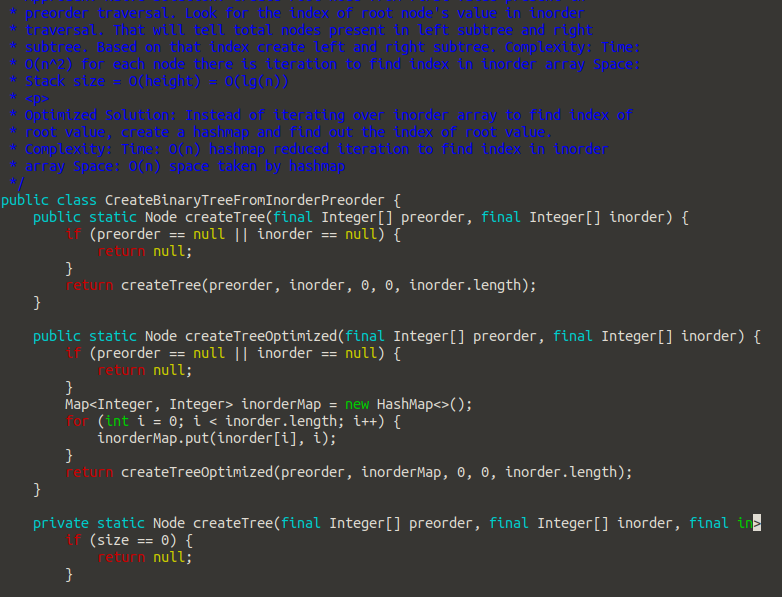 * preorder traversal. Look for the index of root node's value in inorder
* traversal. That will tell total nodes present in left subtree and right
* subtree. Based on that index create left and right subtree. Complexity: Time:
* O(n^2) for each node there is iteration to find index in inorder array Space:
* Stack size = O(height) = O(lg(n))
* <p>
* Optimized Solution: Instead of iterating over inorder array to find index of
* root value, create a hashmap and find out the index of root value.
* Complexity: Time: O(n) hashmap reduced iteration to find index in inorder
* array Space: O(n) space taken by hashmap
*/
public class CreateBinaryTreeFromInorderPreorder {
    public static Node createTree(final Integer[] preorder, final Integer[] inorder) {
        if (preorder == null || inorder == null) {
            return null;
        }
        return createTree(preorder, inorder, 0, 0, inorder.length);
    }
    public static Node createTreeOptimized(final Integer[] preorder, final Integer[] inorder) {
        if (preorder == null || inorder == null) {
            return null;
        }
        Map<Integer, Integer> inorderMap = new HashMap<>();
        for (int i = 0; i < inorder.length; i++) {
            inorderMap.put(inorder[i], i);
        }
        return createTreeOptimized(preorder, inorderMap, 0, 0, inorder.length);
    }
    private static Node createTree(final Integer[] preorder, final Integer[] inorder, final in>
        if (size == 0) {
            return null;
        }